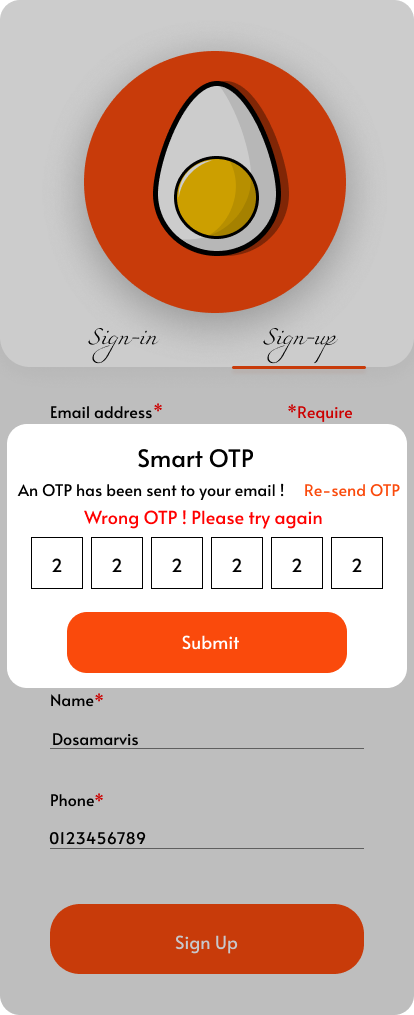 Sign-in Sign-up
Email address* *Require
Smart OTP
An OTP has been sent to your email ! Re-send OTP
Wrong OTP ! Please try again
2 2 2 2 2 2
Submit
Name*
Dosamarvis
Phone*
0123456789
Sign Up